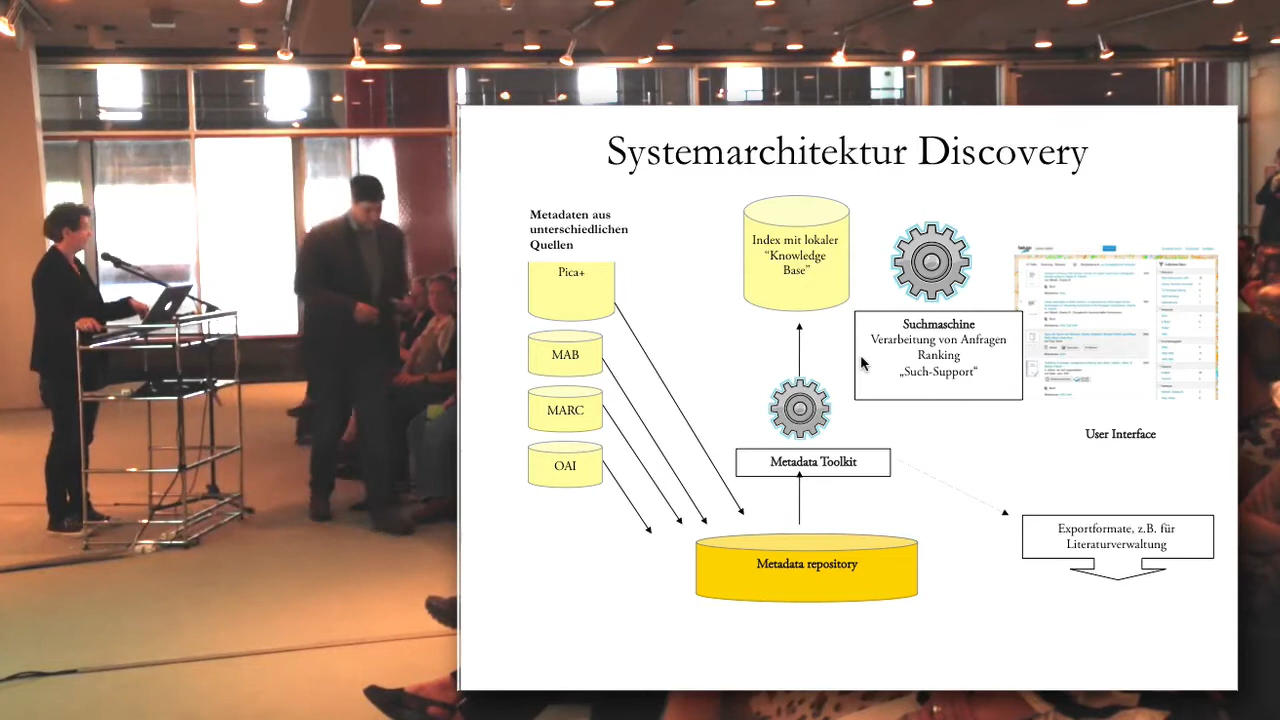 Systemarchitektur Discovery
Metadaten aus
unterschiedlichen
Quellen
Pica+
MAB
MARC
OAI
Index mit lokaler
“Knowledge
Base”
Suchmaschine
Verarbeitung von Anfragen
Ranking
„Such-Support“
User Interface
Metadata Toolkit
Exportformate, z.B. für
Literaturverwaltung
Metadata repository